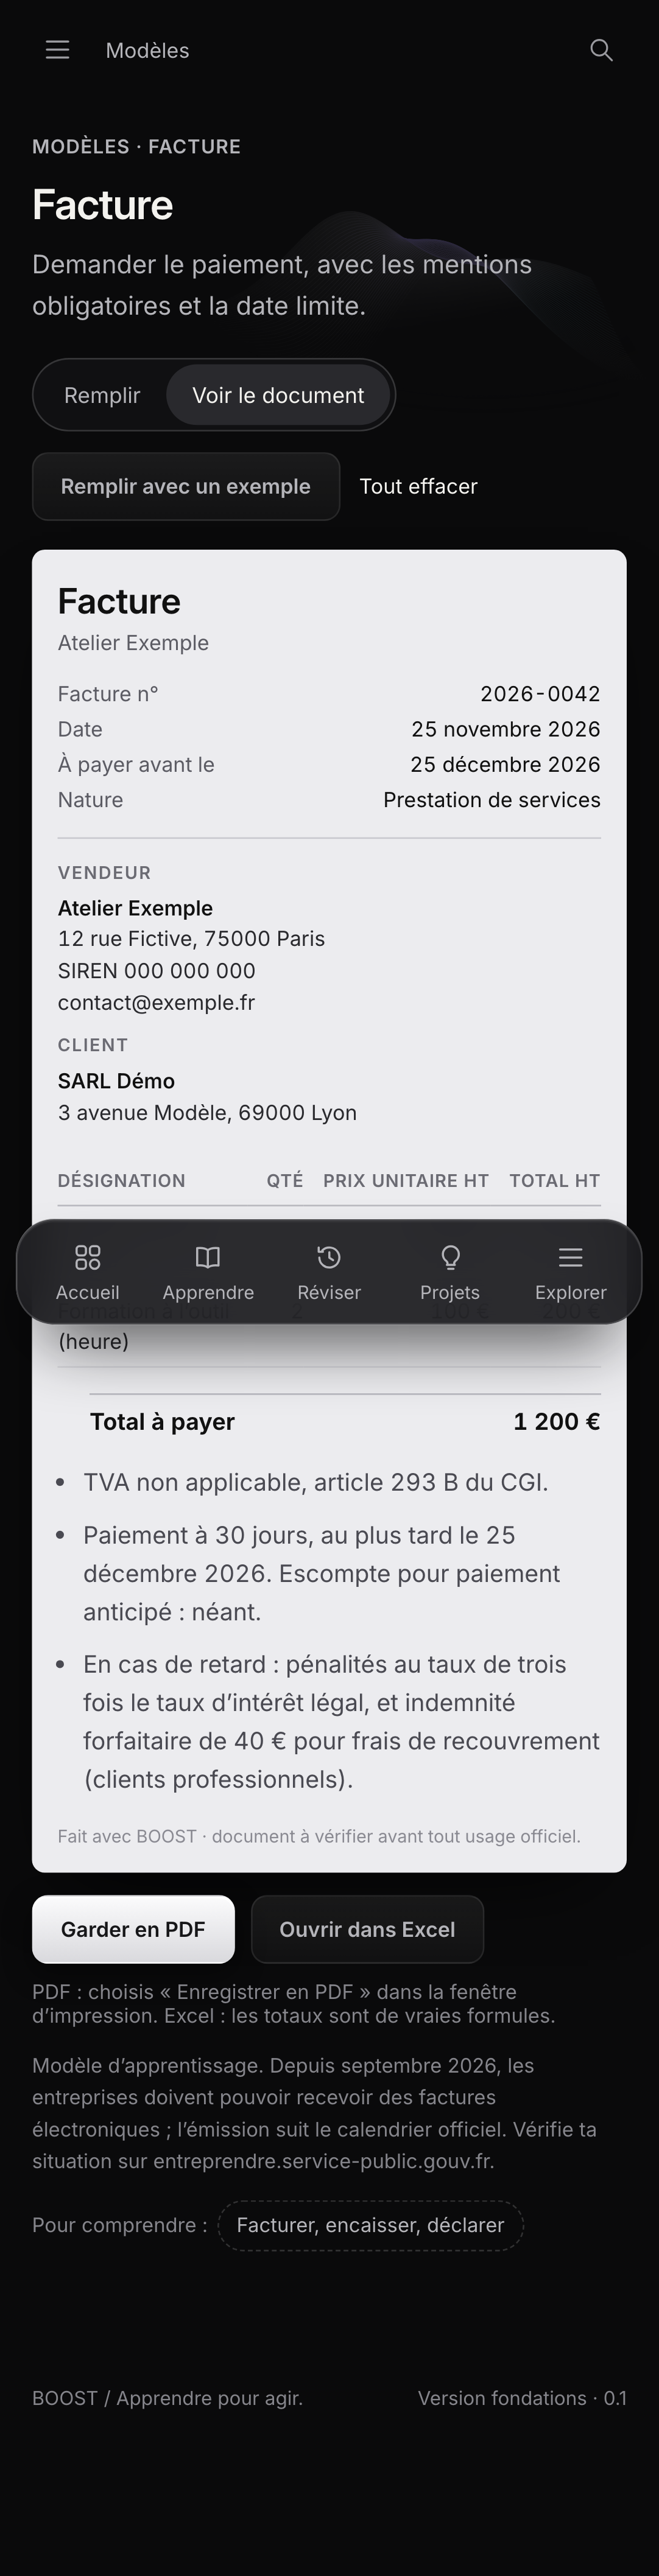 Modèles
MODÈLES · FACTURE
Facture
Demander le paiement, avec les mentions
obligatoires et la date limite.
Remplir
Voir le document
Remplir avec un exemple
Tout effacer
Facture
Atelier Exemple
Facture n° 2026-0042
Date 25 novembre 2026
À payer avant le 25 décembre 2026
Nature Prestation de services
VENDEUR
Atelier Exemple
12 rue Fictive, 75000 Paris
SIREN 000 000 000
contact@exemple.fr
CLIENT
SARL Démo
3 avenue Modèle, 69000 Lyon
DÉSIGNATION QTÉ PRIX UNITAIRE HT TOTAL HT
Accueil Apprendre Réviser Projets Explorer
Formation à l'outil 2 100 € 200 €
(heure)
Total à payer 1 200 €
• TVA non applicable, article 293 B du CGI.
• Paiement à 30 jours, au plus tard le 25
décembre 2026. Escompte pour paiement
anticipé : néant.
• En cas de retard : pénalités au taux de trois
fois le taux d’intérêt légal, et indemnité
forfaitaire de 40 € pour frais de recouvrement
(clients professionnels).
Fait avec BOOST · document à vérifier avant tout usage officiel.
Garder en PDF
Ouvrir dans Excel
PDF : choisis « Enregistrer en PDF » dans la fenêtre
d’impression. Excel : les totaux sont de vraies formules.
Modèle d’apprentissage. Depuis septembre 2026, les
entreprises doivent pouvoir recevoir des factures
électroniques ; l’émission suit le calendrier officiel. Vérifie ta
situation sur entreprendre.service-public.gouv.fr.
Pour comprendre : Facturer, encaisser, déclarer
BOOST / Apprendre pour agir.
Version fondations · 0.1